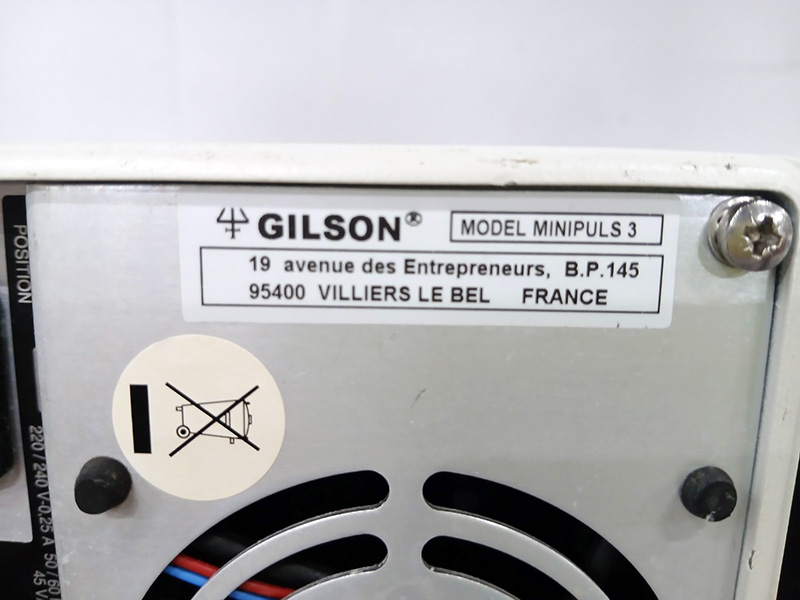 GILSON®
MODEL MINIPULS 3
19 avenue des Entrepreneurs, B.P.145
95400 VILLIERS LE BEL FRANCE
POSITION
220 / 240 V-0.25 A 50 / 60
45 V